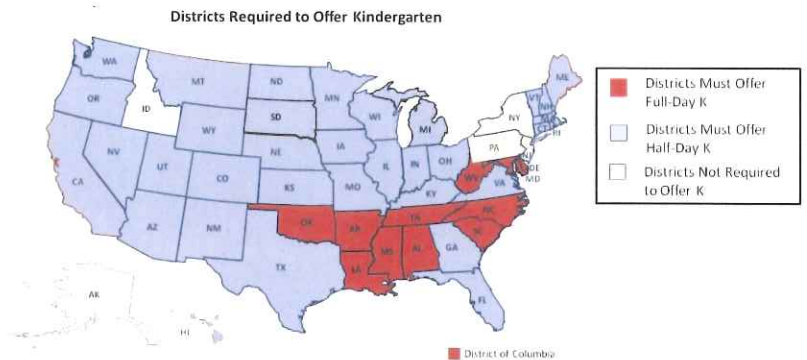 Districts Required to Offer Kindergarten
WA
MT
ND
MN
ME
OR
ID
SD
WI
MI
VT
NH
NY
WY
NE
IA
PA
NV
UT
CO
IL
IN
OH
NJ
DE
MD
WV
VA
CA
KS
MO
KY
AZ
NM
OK
AR
TN
NC
SC
TX
LA
MS
AL
GA
FL
AK
HI
CT
RI
Districts Must Offer
Full-Day K
Districts Must Offer
Half-Day K
Districts Not Required
to Offer K
District of Columbia